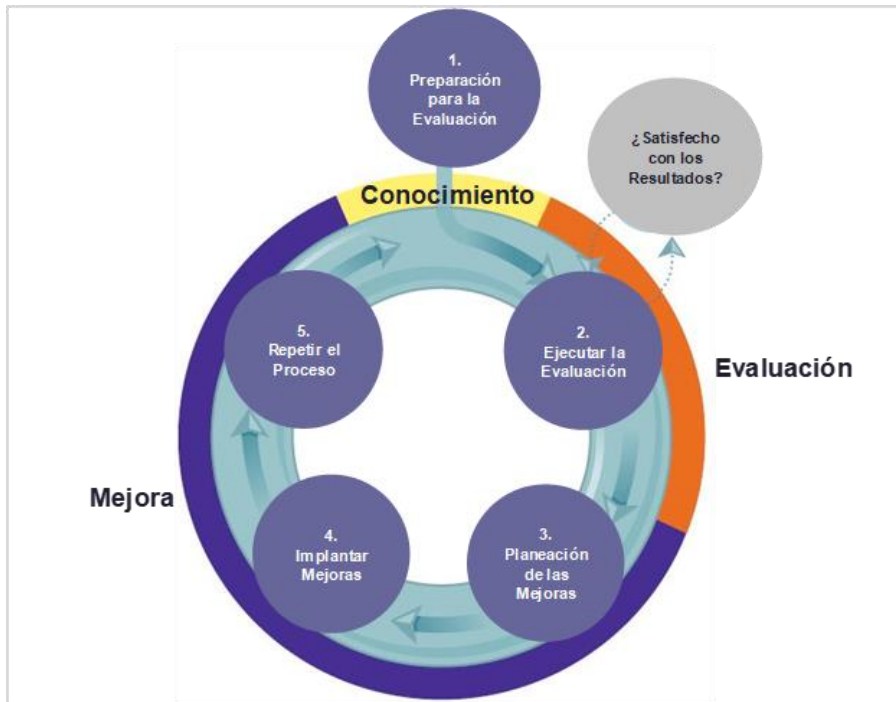 1.
Preparación
para la
Evaluación
¿Satisfecho
con los
Resultados?
Conocimiento
5.
Repetir el
Proceso
2.
Ejecutar la
Evaluación
Evaluación
Mejora
4.
Implantar
Mejoras
3.
Planeación
de las
Mejoras